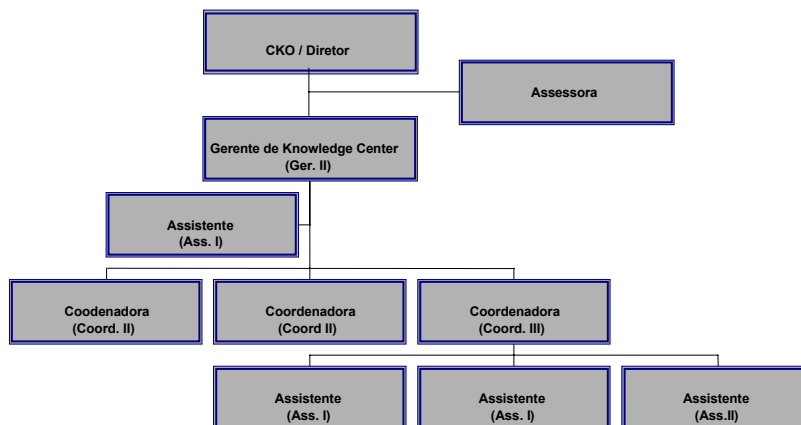 CKO / Diretor
Assessora
Gerente de Knowledge Center
(Ger. II)
Assistente
(Ass. I)
Coodenadora
(Coord. II)
Coordenadora
(Coord II)
Coordenadora
(Coord. III)
Assistente
(Ass. I)
Assistente
(Ass. I)
Assistente
(Ass.II)